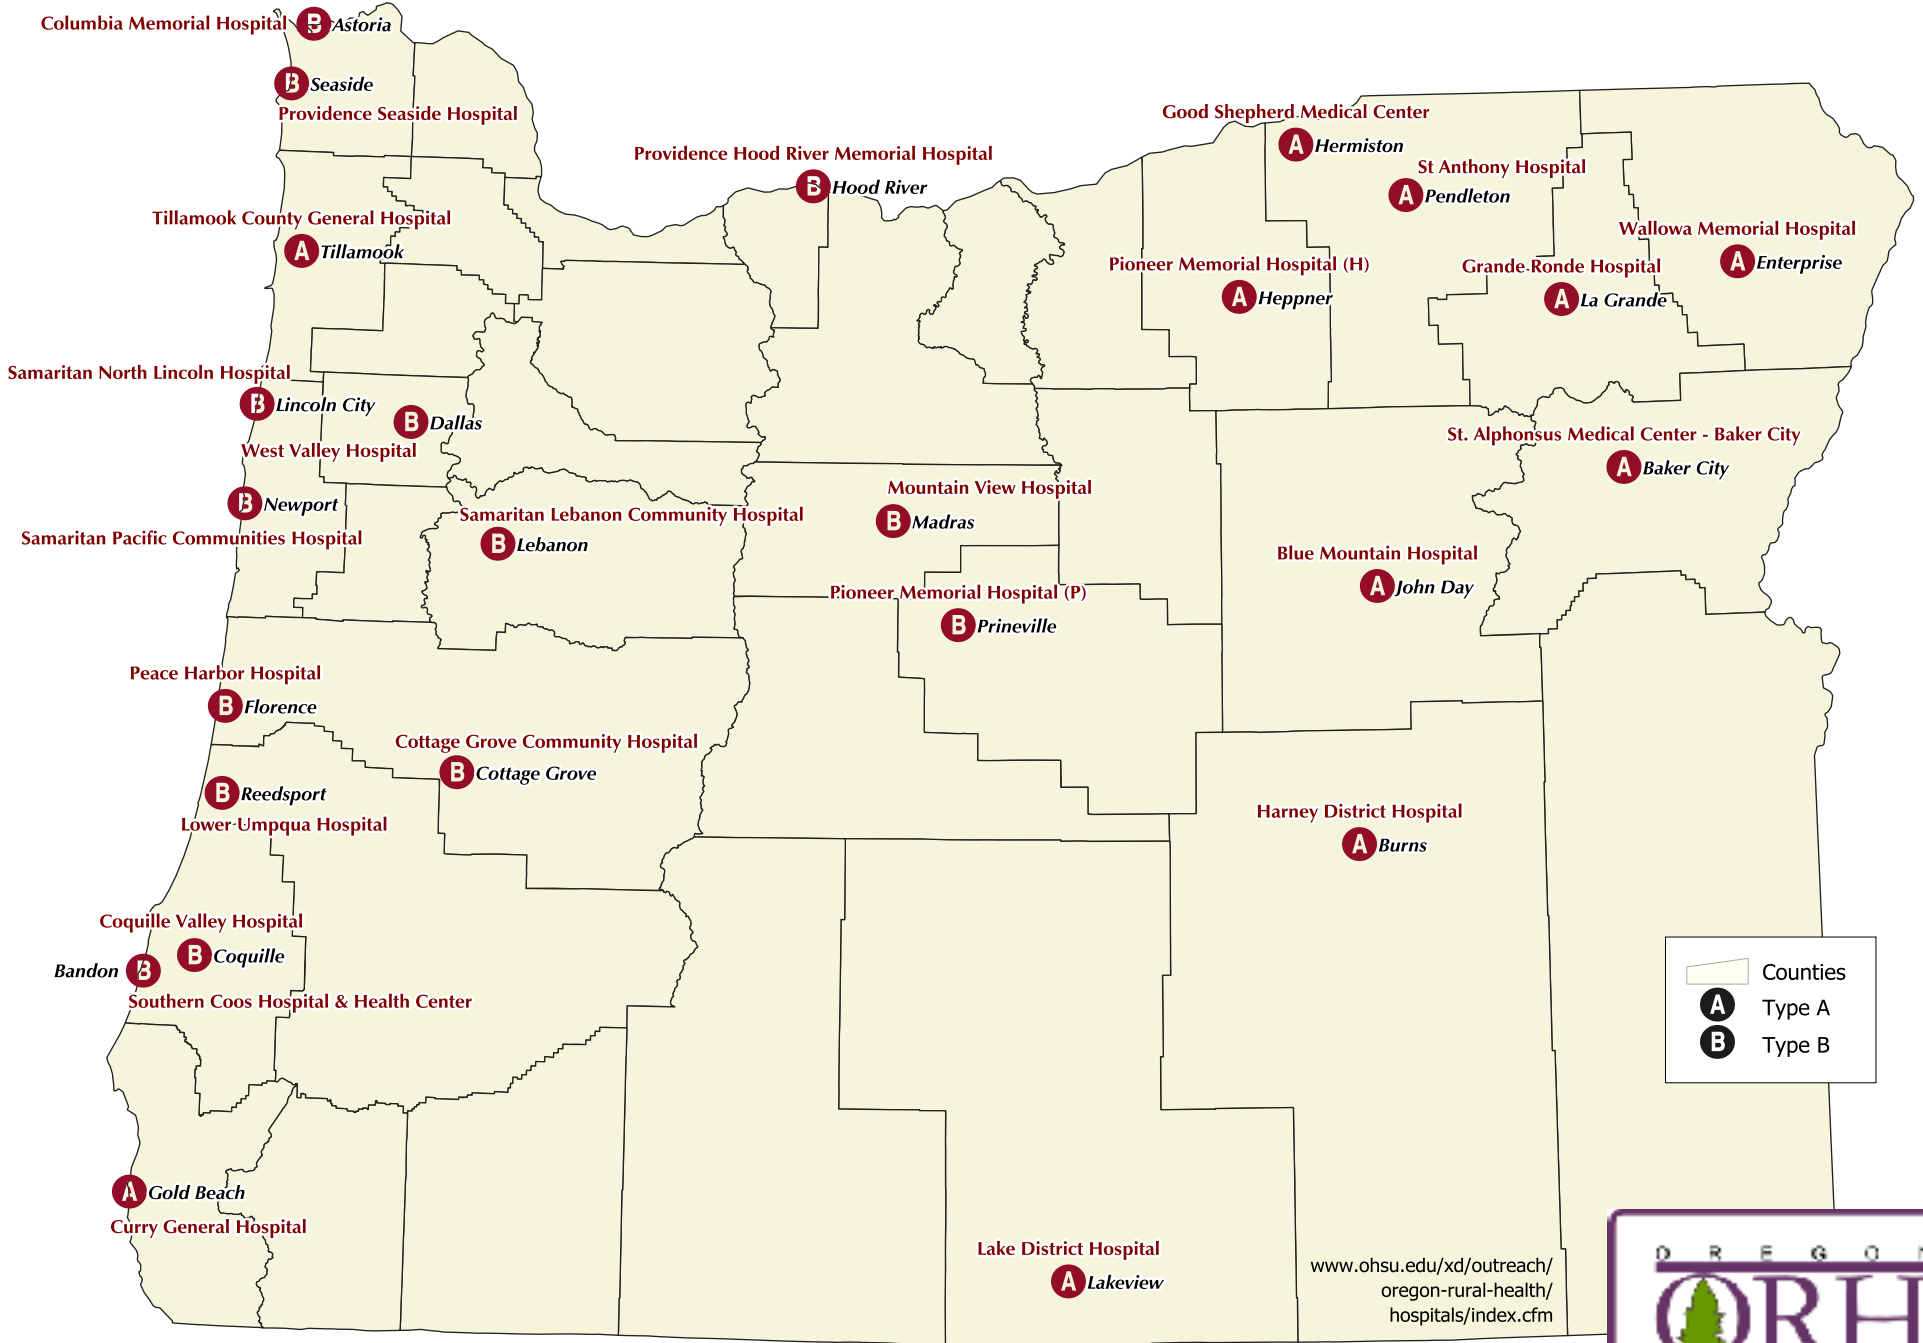 Columbia Memorial Hospital
B Astoria
B Seaside
Providence Seaside Hospital
Good Shepherd Medical Center
A Hermiston
Providence Hood River Memorial Hospital
B Hood River
St Anthony Hospital
A Pendleton
Tillamook County General Hospital
A Tillamook
Wallowa Memorial Hospital
A Enterprise
Pioneer Memorial Hospital (H)
A Heppner
Grande Ronde Hospital
A La Grande
Samaritan North Lincoln Hospital
B Lincoln City
B Dallas
West Valley Hospital
St. Alphonsus Medical Center - Baker City
A Baker City
B Newport
Samaritan Pacific Communities Hospital
Samaritan Lebanon Community Hospital
B Lebanon
Mountain View Hospital
B Madras
Blue Mountain Hospital
A John Day
Pioneer Memorial Hospital (P)
B Prineville
Peace Harbor Hospital
B Florence
Cottage Grove Community Hospital
B Cottage Grove
B Reedsport
Lower Umpqua Hospital
Harney District Hospital
A Burns
Coquille Valley Hospital
B Coquille
Bandon B
Southern Coos Hospital & Health Center
Counties
A Type A
B Type B
A Gold Beach
Curry General Hospital
Lake District Hospital
A Lakeview
www.ohsu.edu/xd/outreach/
oregon-rural-health/
hospitals/index.cfm
O R E G O N
ORH